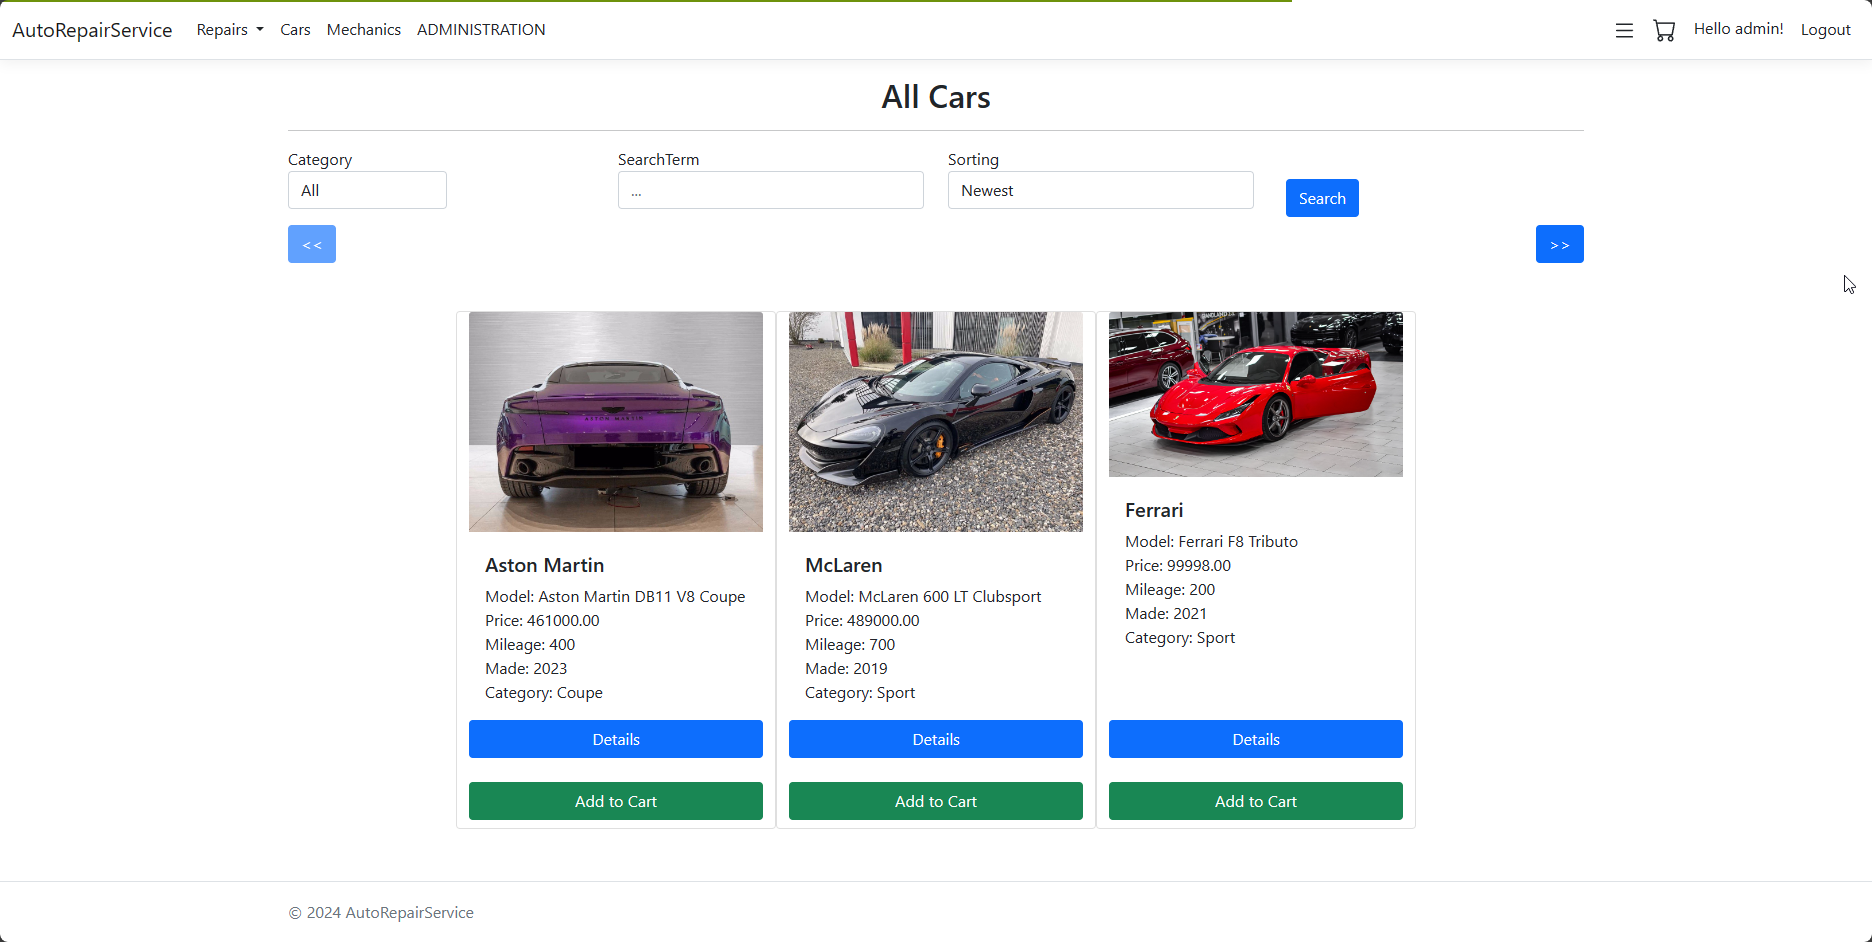 AutoRepairService Repairs Cars Mechanics ADMINISTRATION Hello admin! Logout
All Cars
Category SearchTerm Sorting
All ... Newest Search
<< >>
ASTON MARTIN
Aston Martin
Model: Aston Martin DB11 V8 Coupe
Price: 461000.00
Mileage: 400
Made: 2023
Category: Coupe
Details
Add to Cart
McLaren
Model: McLaren 600 LT Clubsport
Price: 489000.00
Mileage: 700
Made: 2019
Category: Sport
Details
Add to Cart
Ferrari
Model: Ferrari F8 Tributo
Price: 99998.00
Mileage: 200
Made: 2021
Category: Sport
Details
Add to Cart
© 2024 AutoRepairService